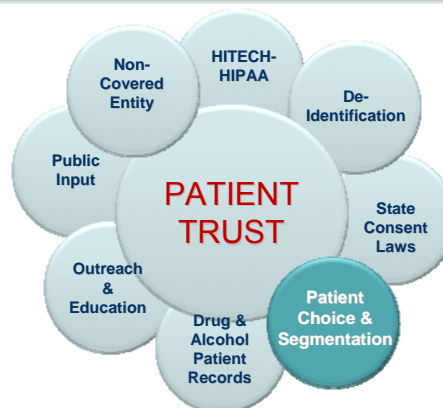 HITECH-
HIPAA
De-
Identification
State
Consent
Laws
Patient
Choice &
Segmentation
Drug &
Alcohol
Patient
Records
Outreach
&
Education
Public
Input
Non-
Covered
Entity
PATIENT
TRUST